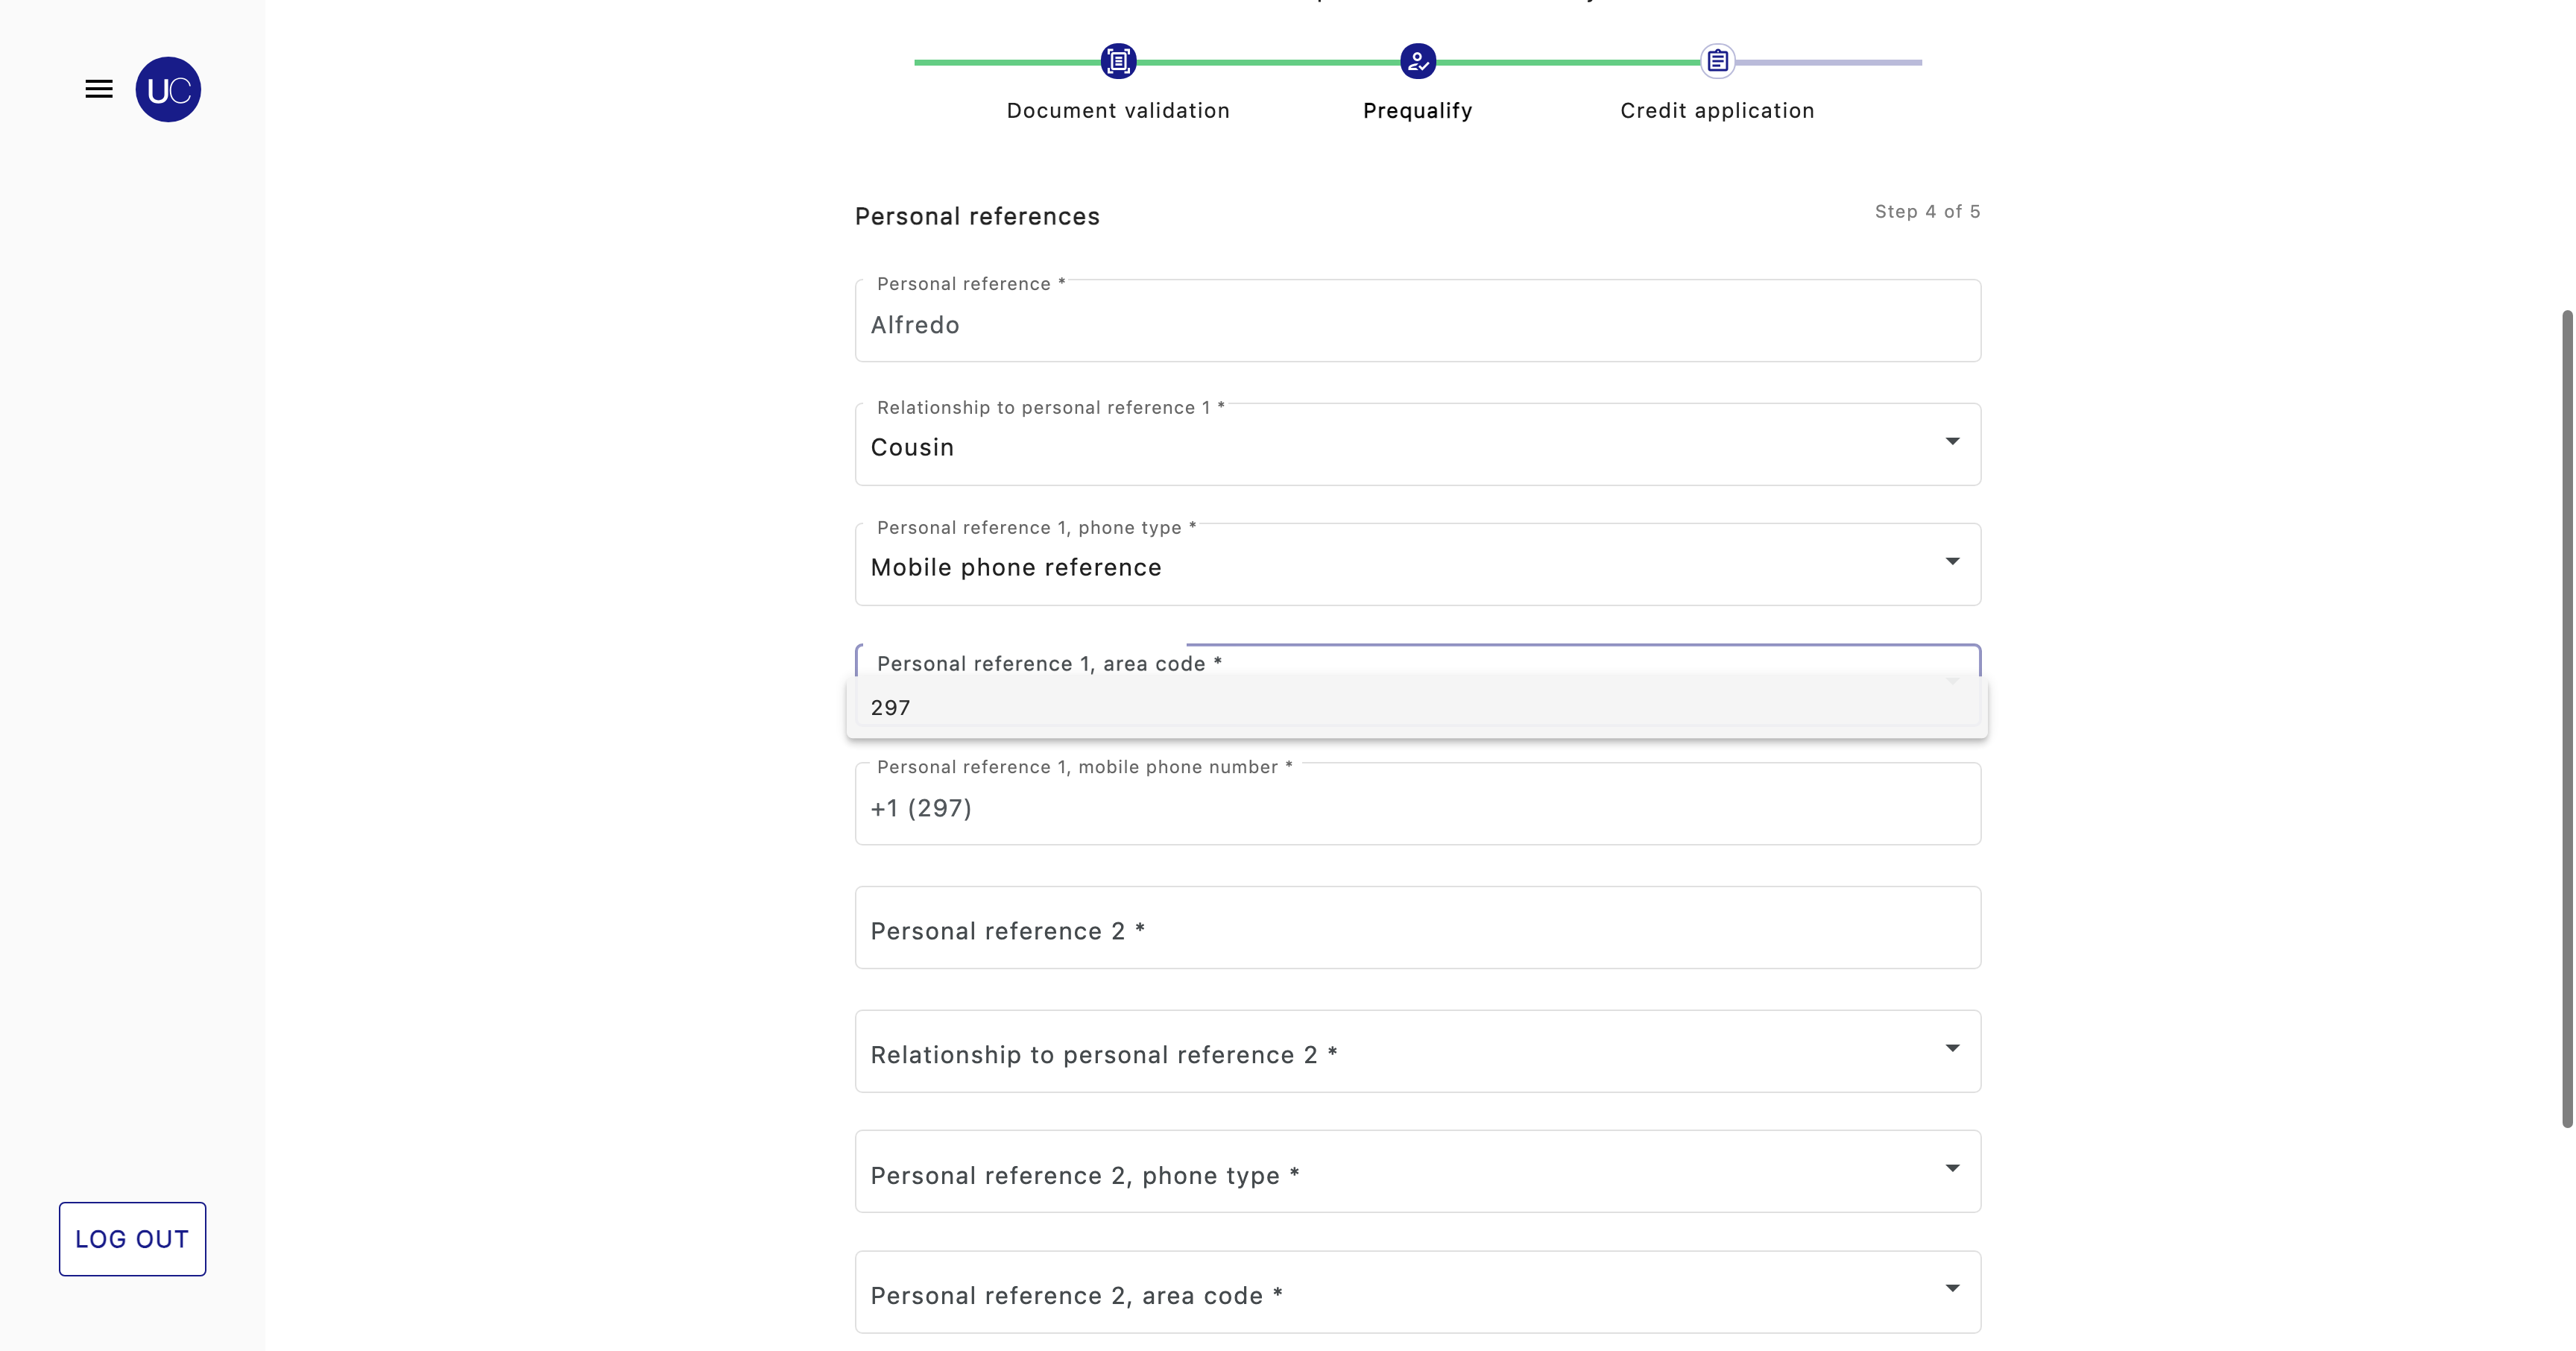 UC
Document validation
Prequalify
Credit application
Personal references
Step 4 of 5
Personal reference *
Alfredo
Relationship to personal reference 1 *
Cousin
Personal reference 1, phone type *
Mobile phone reference
Personal reference 1, area code *
297
Personal reference 1, mobile phone number *
+1 (297)
Personal reference 2 *
Relationship to personal reference 2 *
Personal reference 2, phone type *
Personal reference 2, area code *
LOG OUT